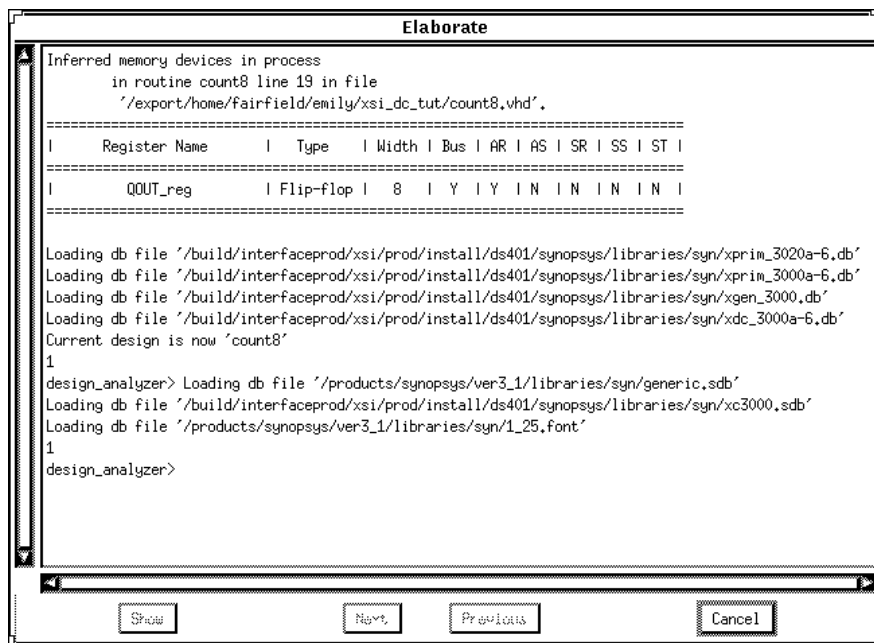 Elaborate
Inferred memory devices in process
in routine count8 line 19 in file
'/export/home/fairfield/emily/xsi_dc_tut/count8.vhd'.
===============================================================================
| Register Name | Type | Width | Bus | AR | AS | SR | SS | ST |
===============================================================================
| QOUT_reg | Flip-flop | 8 | Y | Y | N | N | N | N |
===============================================================================
Loading db file '/build/interfaceprod/xsi/prod/install/ds401/synopsys/libraries/syn/xprim_3020a-6.db'
Loading db file '/build/interfaceprod/xsi/prod/install/ds401/synopsys/libraries/syn/xprim_3000a-6.db'
Loading db file '/build/interfaceprod/xsi/prod/install/ds401/synopsys/libraries/syn/xgen_3000.db'
Loading db file '/build/interfaceprod/xsi/prod/install/ds401/synopsys/libraries/syn/xdc_3000a-6.db'
Current design is now 'count8'
1
design_analyzer> Loading db file '/products/synopsys/ver3_1/libraries/syn/generic.sdb'
Loading db file '/build/interfaceprod/xsi/prod/install/ds401/synopsys/libraries/syn/xc3000.sdb'
Loading db file '/products/synopsys/ver3_1/libraries/syn/1_25.font'
1
design_analyzer>
Show Next Previous Cancel